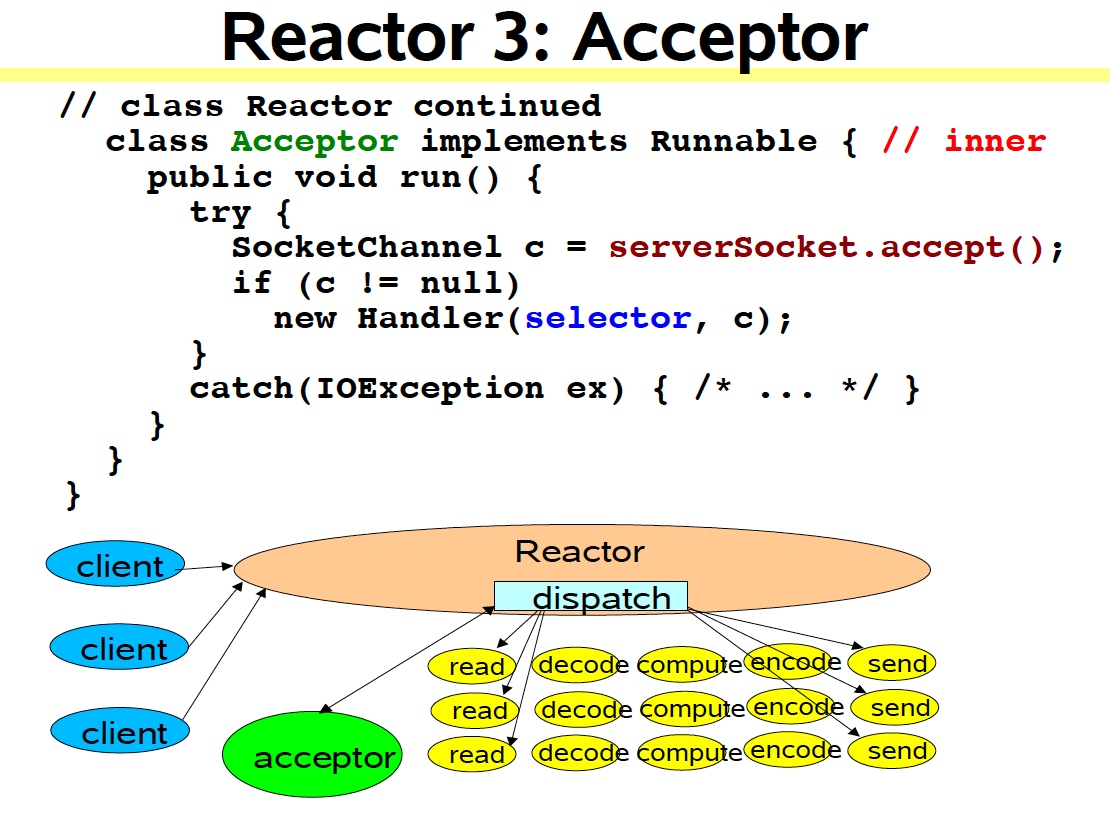 Reactor 3: Acceptor
// class Reactor continued
class Acceptor implements Runnable { // inner
public void run() {
try {
SocketChannel c = serverSocket.accept();
if (c != null)
new Handler(selector, c);
}
catch(IOException ex) { /* ... */ }
}
}
}
Reactor
client
dispatch
client
read decode compute encode send
read decode compute encode send
client
acceptor
read decode compute encode send